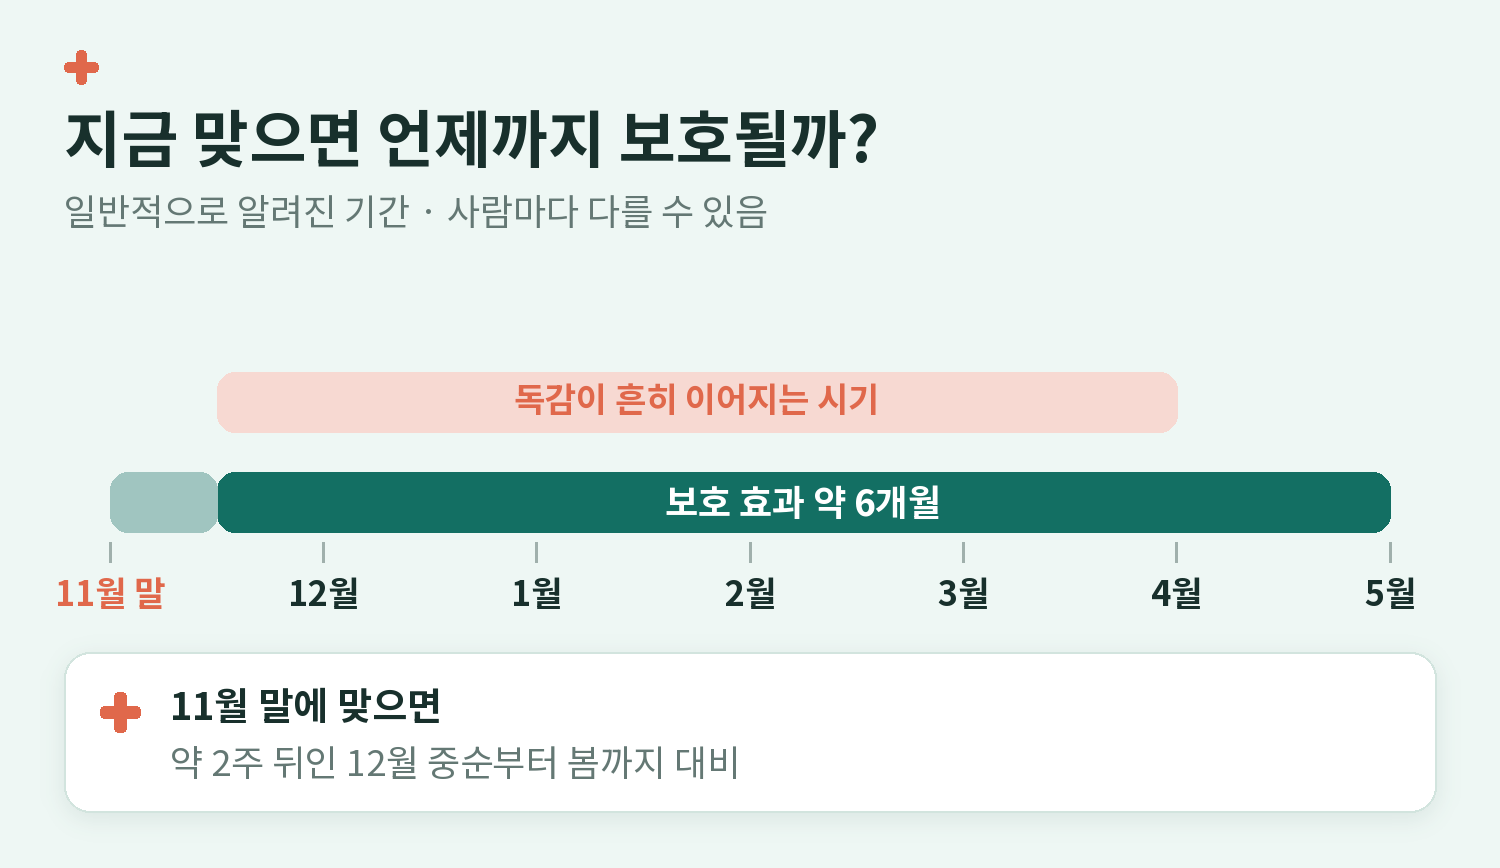 지금 맞으면 언제까지 보호될까?
일반적으로 알려진 기간 · 사람마다 다를 수 있음
독감이 흔히 이어지는 시기
보호 효과 약 6개월
11월 말 12월 1월 2월 3월 4월 5월
11월 말에 맞으면
약 2주 뒤인 12월 중순부터 봄까지 대비